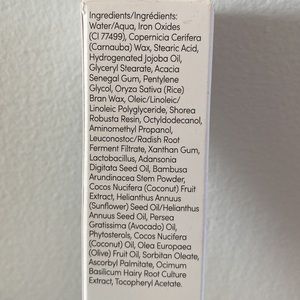 Ingredients/Ingrédients:
Water/Aqua, Iron Oxides
(CI 77499), Copernicia Cerifera
(Carnauba) Wax, Stearic Acid,
Hydrogenated Jojoba Oil,
Glyceryl Stearate, Acacia
Senegal Gum, Pentylene
Glycol, Oryza Sativa (Rice)
Bran Wax, Oleic/Linoleic/
Linolenic Polyglyceride, Shorea
Robusta Resin, Octyldodecanol,
Aminomethyl Propanol,
Leuconostoc/Radish Root
Ferment Filtrate, Xanthan Gum,
Lactobacillus, Adansonia
Digitata Seed Oil, Bambusa
Arundinacea Stem Powder,
Cocos Nucifera (Coconut) Fruit
Extract, Helianthus Annuus
(Sunflower) Seed Oil/Helianthus
Annuus Seed Oil, Persea
Gratissima (Avocado) Oil,
Phytosterols, Cocos Nucifera
(Coconut) Oil, Olea Europaea
(Olive) Fruit Oil, Sorbitan Oleate,
Ascorbyl Palmitate, Ocimum
Basilicum Hairy Root Culture
Extract, Tocopheryl Acetate.